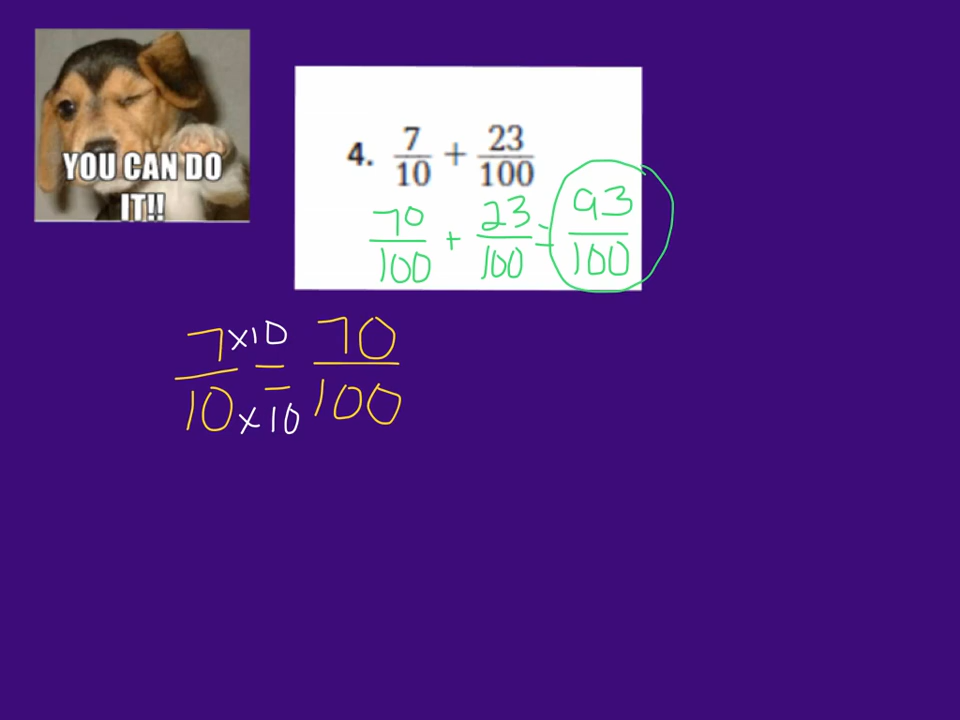 YOU CAN DO
IT!!
4. 7/10 + 23/100
70/100 + 23/100 = 93/100
7×10/10×10 = 70/100